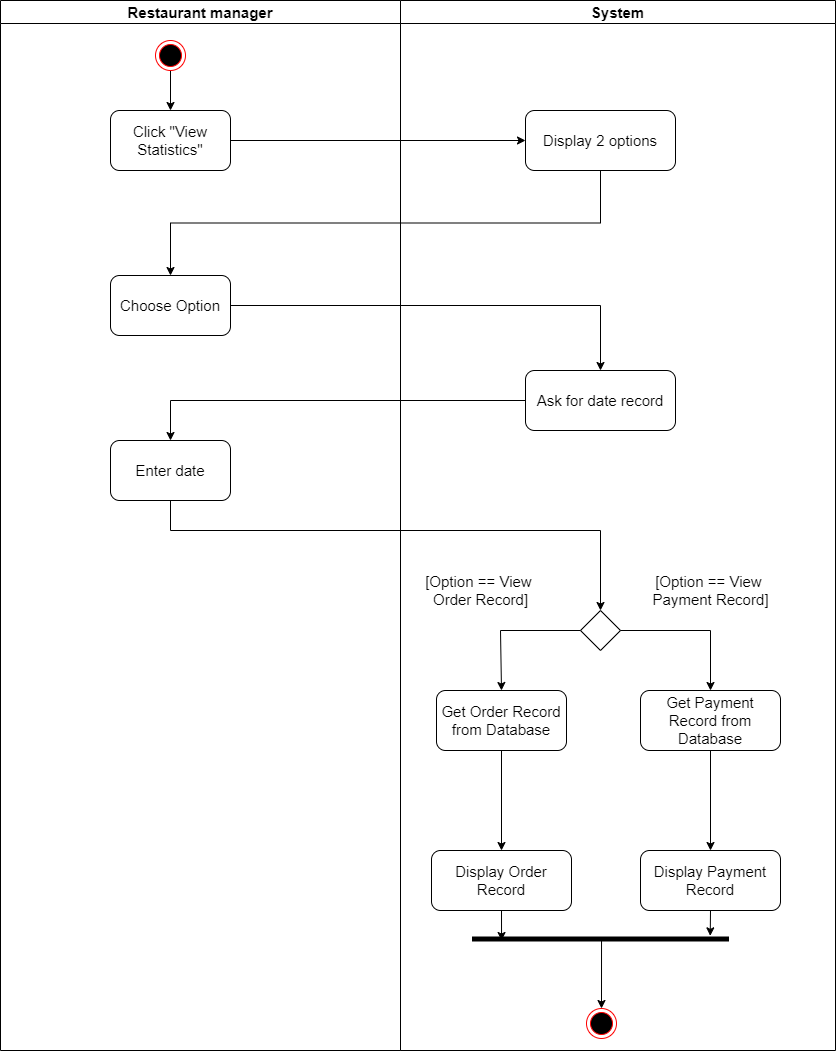 Restaurant manager
System
Click "View
Statistics"
Display 2 options
Choose Option
Ask for date record
Enter date
[Option == View
Order Record]
[Option == View
Payment Record]
Get Order Record
from Database
Get Payment
Record from
Database
Display Order
Record
Display Payment
Record